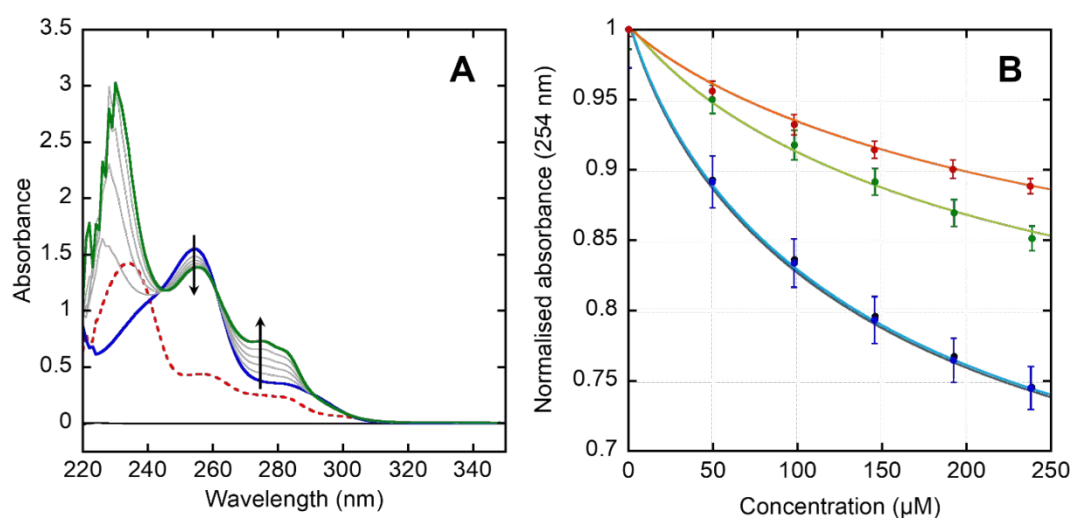 A
3.5
3
2.5
2
1.5
1
0.5
0
Absorbance
220 240 260 280 300 320 340
Wavelength (nm)
B
1
0.95
0.9
0.85
0.8
0.75
0.7
Normalised absorbance (254 nm)
0 50 100 150 200 250
Concentration (µM)